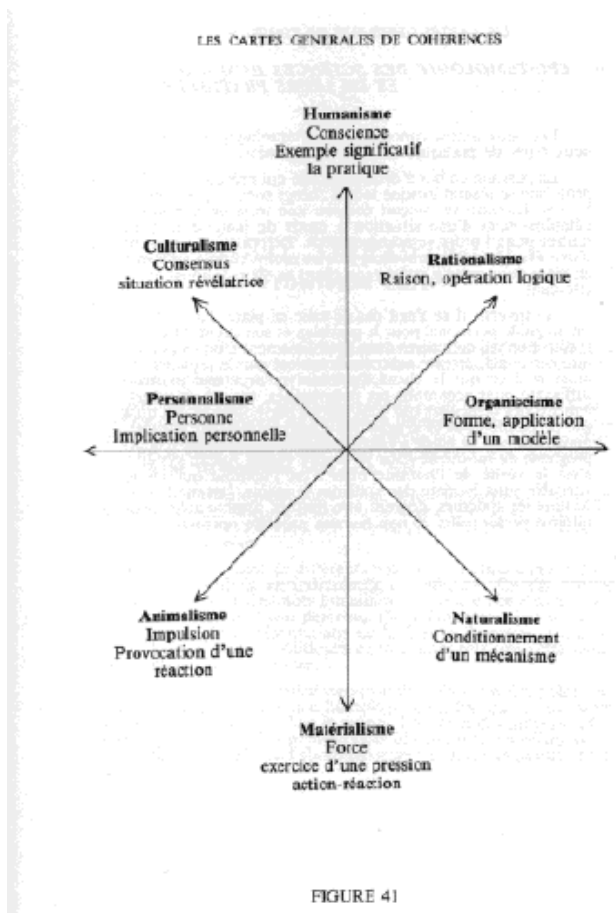 LES CARTES GENERALES DE COHERENCES
Humanisme
Conscience
Exemple significatif
la pratique
Culturalisme
Consensus
situation révélatrice
Rationalisme
Raison, opération logique
Personnalisme
Personne
Implication personnelle
Organicisme
Forme, application
d'un modèle
Animalisme
Impulsion
Provocation d'une
réaction
Naturalisme
Conditionnement
d'un mécanisme
Matérialisme
Force
exercice d'une pression
action-réaction
FIGURE 41